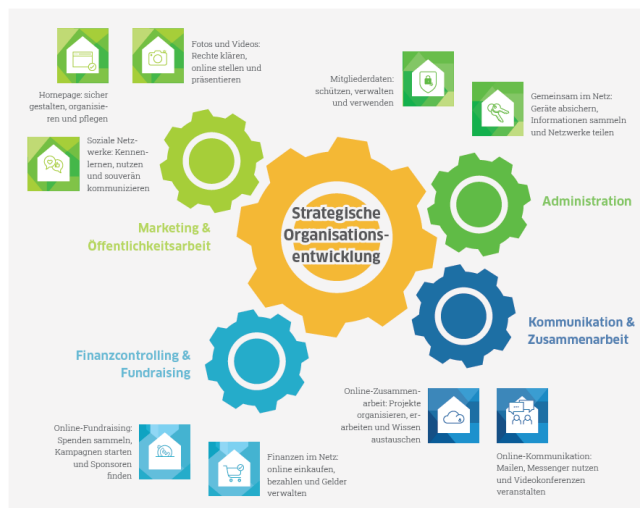 Fotos und Videos:
Rechte klären,
online stellen und
präsentieren
Homepage: sicher
gestalten, organisie-
ren und pflegen
Soziale Netz-
werke: Kennen-
lernen, nutzen
und souverän
kommunizieren
Marketing &
Öffentlichkeitsarbeit
Mitgliederdaten:
schützen, verwalten
und verwenden
Gemeinsam im Netz:
Geräte absichern,
Informationen sammeln
und Netzwerke teilen
Administration
Strategische
Organisations-
entwicklung
Kommunikation &
Zusammenarbeit
Finanzcontrolling &
Fundraising
Online-Zusammen-
arbeit: Projekte
organisieren, er-
arbeiten und Wissen
austauschen
Online-Kommunikation:
Mailen, Messenger nutzen
und Videokonferenzen
veranstalten
Online-Fundraising:
Spenden sammeln,
Kampagnen starten
und Sponsoren
finden
Finanzen im Netz:
online einkaufen,
bezahlen und Gelder
verwalten